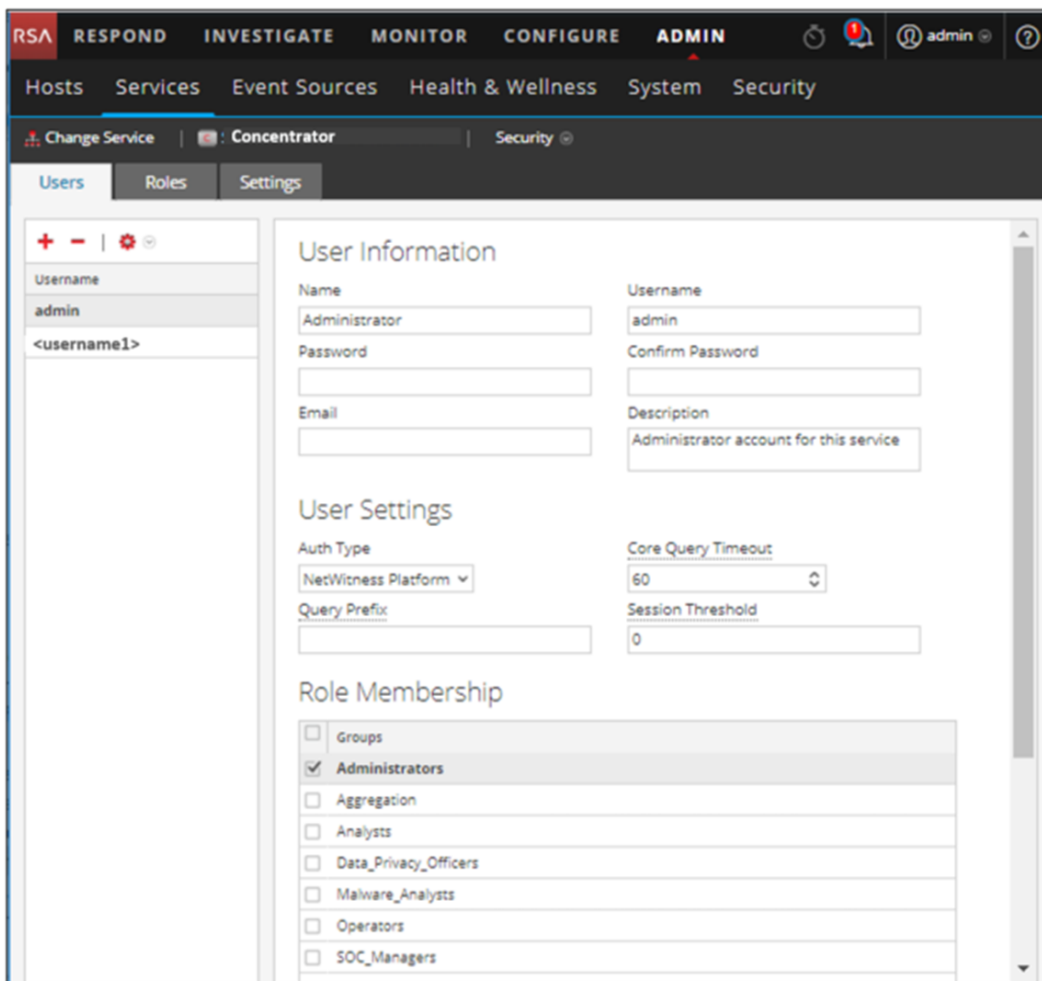 RSA RESPOND INVESTIGATE MONITOR CONFIGURE ADMIN 1 admin ?
Hosts Services Event Sources Health & Wellness System Security
Change Service | : Concentrator | Security
Users Roles Settings
+ - |
Username
admin
<username1>
User Information
Name Username
Administrator admin
Password Confirm Password
Email Description
Administrator account for this service
User Settings
Auth Type Core Query Timeout
NetWitness Platform 60
Query Prefix Session Threshold
0
Role Membership
Groups
Administrators
Aggregation
Analysts
Data_Privacy_Officers
Malware_Analysts
Operators
SOC_Managers